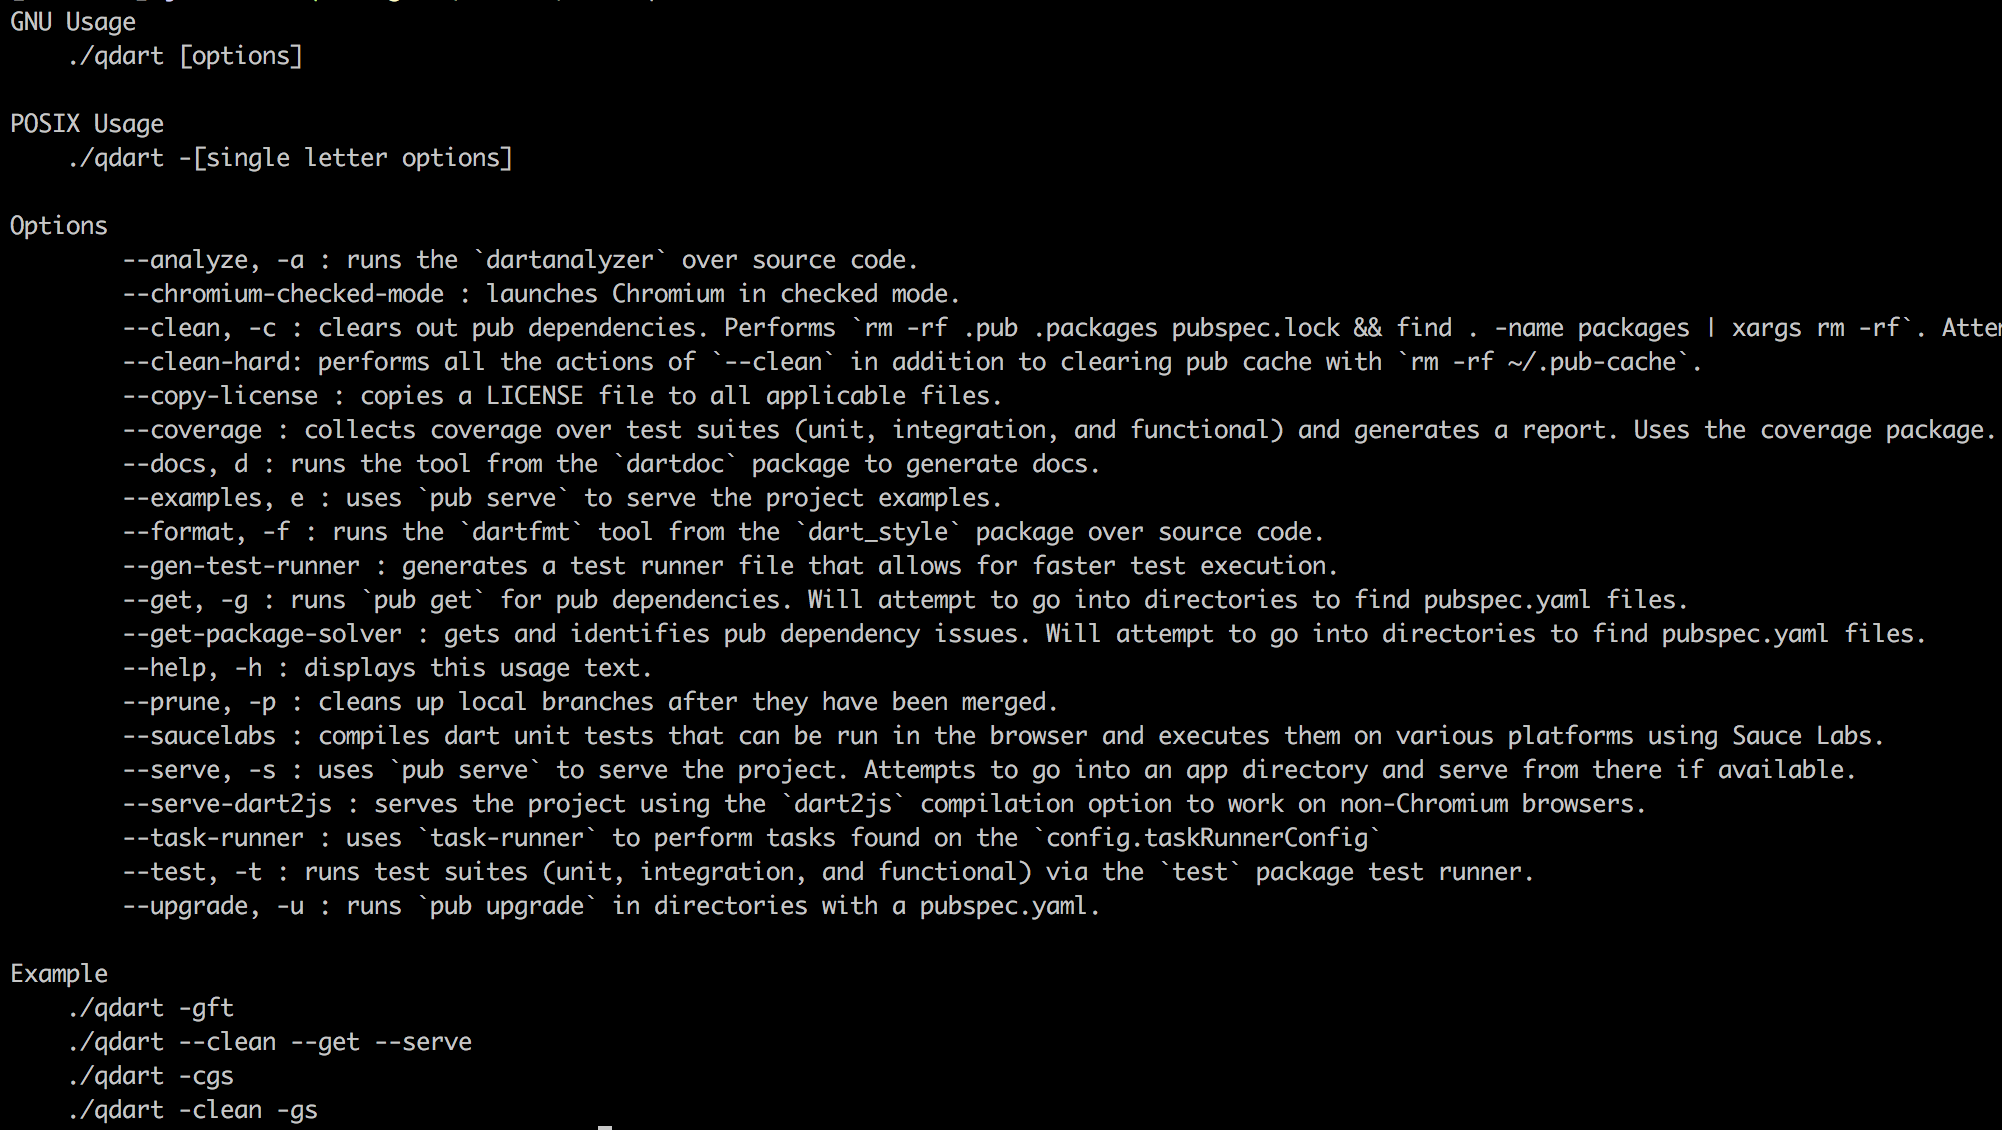 GNU Usage
./qdart [options]
POSIX Usage
./qdart -[single letter options]
Options
--analyze, -a : runs the `dartanalyzer` over source code.
--chromium-checked-mode : launches Chromium in checked mode.
--clean, -c : clears out pub dependencies. Performs `rm -rf .pub .packages pubspec.lock && find . -name packages | xargs rm -rf`.
--clean-hard: performs all the actions of `--clean` in addition to clearing pub cache with `rm -rf ~/.pub-cache`.
--copy-license : copies a LICENSE file to all applicable files.
--coverage : collects coverage over test suites (unit, integration, and functional) and generates a report. Uses the coverage package.
--docs, d : runs the tool from the `dartdoc` package to generate docs.
--examples, e : uses `pub serve` to serve the project examples.
--format, -f : runs the `dartfmt` tool from the `dart_style` package over source code.
--gen-test-runner : generates a test runner file that allows for faster test execution.
--get, -g : runs `pub get` for pub dependencies. Will attempt to go into directories to find pubspec.yaml files.
--get-package-solver : gets and identifies pub dependency issues. Will attempt to go into directories to find pubspec.yaml files.
--help, -h : displays this usage text.
--prune, -p : cleans up local branches after they have been merged.
--saucelabs : compiles dart unit tests that can be run in the browser and executes them on various platforms using Sauce Labs.
--serve, -s : uses `pub serve` to serve the project. Attempts to go into an app directory and serve from there if available.
--serve-dart2js : serves the project using the `dart2js` compilation option to work on non-Chromium browsers.
--task-runner : uses `task-runner` to perform tasks found on the `config.taskRunnerConfig`
--test, -t : runs test suites (unit, integration, and functional) via the `test` package test runner.
--upgrade, -u : runs `pub upgrade` in directories with a pubspec.yaml.
Example
./qdart -gft
./qdart --clean --get --serve
./qdart -cgs
./qdart -clean -gs